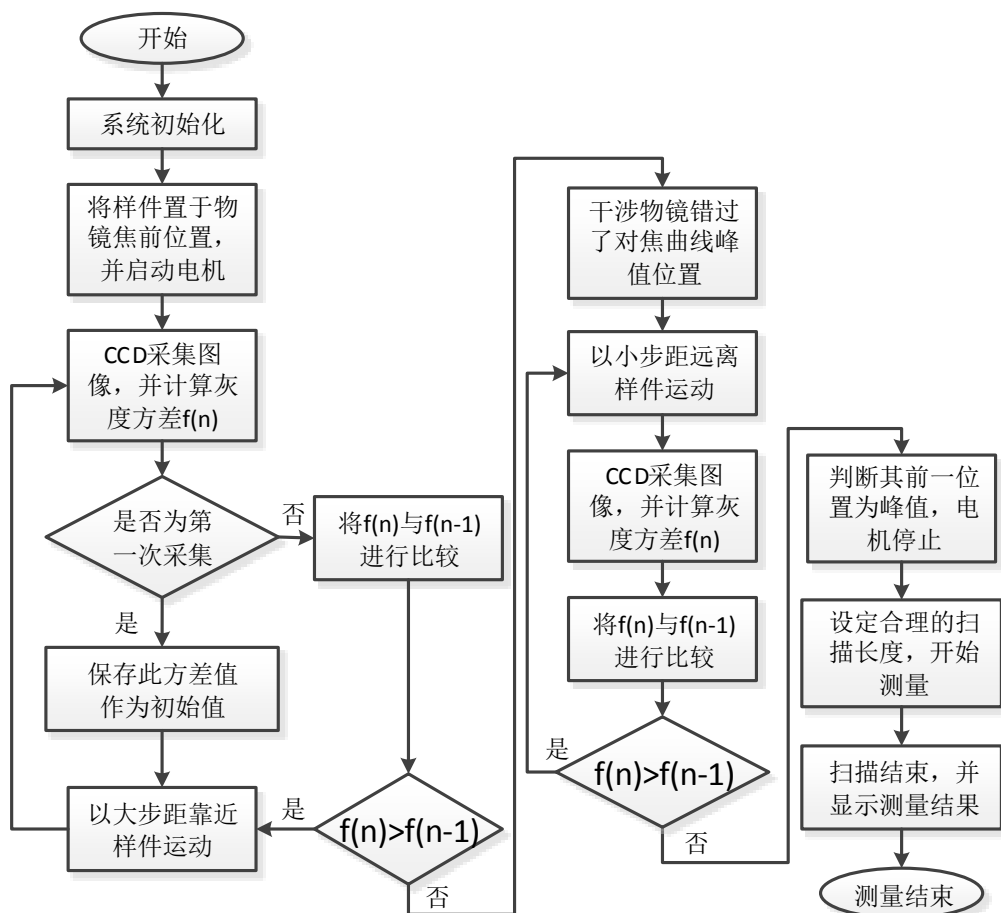 开始
系统初始化
将样件置于物
镜焦前位置，
并启动电机
CCD采集图
像，并计算灰
度方差f(n)
是否为第
一次采集
否
将f(n)与f(n-1)
进行比较
是
保存此方差值
作为初始值
以大步距靠近
样件运动
是
f(n)>f(n-1)
否
干涉物镜错过
了对焦曲线峰
值位置
以小步距远离
样件运动
CCD采集图
像，并计算灰
度方差f(n)
将f(n)与f(n-1)
进行比较
是
f(n)>f(n-1)
否
判断其前一位
置为峰值，电
机停止
设定合理的扫
描长度，开始
测量
扫描结束，并
显示测量结果
测量结束